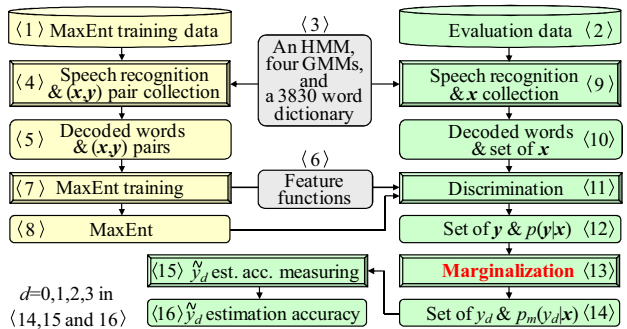 ⟨1⟩ MaxEnt training data
⟨3⟩
An HMM,
four GMMs,
and
a 3830 word
dictionary
Evaluation data ⟨2⟩
⟨4⟩ Speech recognition
& (x,y) pair collection
Speech recognition ⟨9⟩
& x collection
⟨5⟩ Decoded words
& (x,y) pairs
Decoded words ⟨10⟩
& set of x
⟨6⟩
Feature
functions
⟨7⟩ MaxEnt training
Discrimination ⟨11⟩
⟨8⟩ MaxEnt
Set of y & p(y|x) ⟨12⟩
⟨15⟩ ỹ̂d est. acc. measuring
Marginalization ⟨13⟩
d=0,1,2,3 in
⟨14,15 and 16⟩
⟨16⟩ ỹ̂d estimation accuracy
Set of yd & pm(yd|x) ⟨14⟩